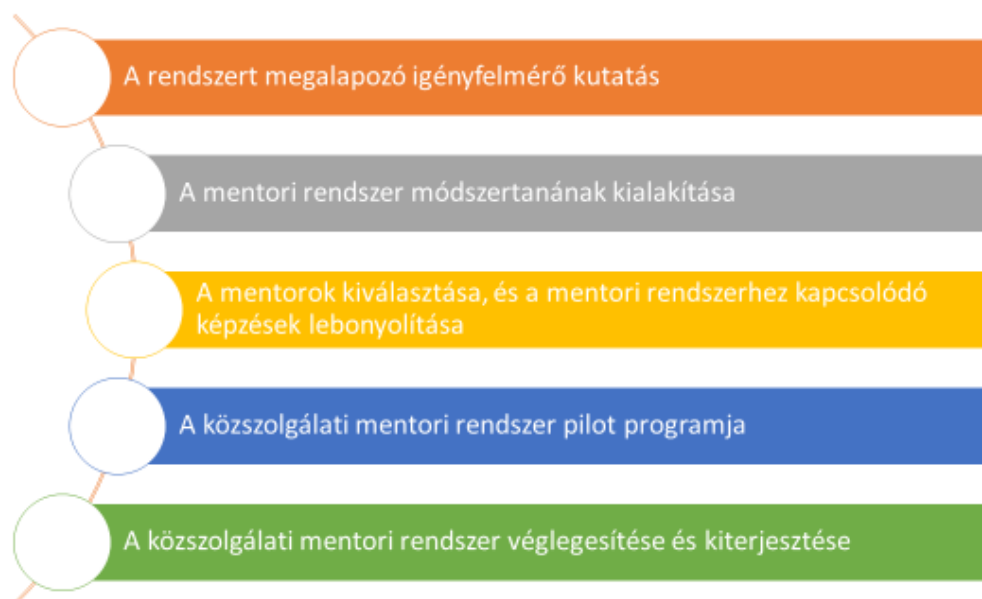 A rendszert megalapozó igényfelmérő kutatás
A mentori rendszer módszertanának kialakítása
A mentorok kiválasztása, és a mentori rendszerhez kapcsolódó
képzések lebonyolítása
A közszolgálati mentori rendszer pilot programja
A közszolgálati mentori rendszer véglegesítése és kiterjesztése